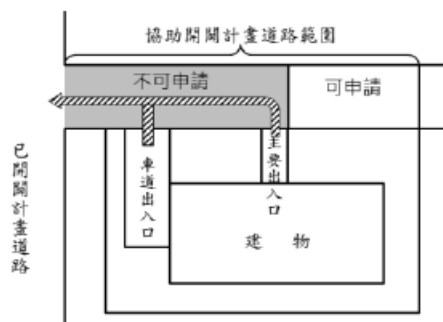 協助開闢計畫道路範圍
不可申請
可申請
已開闢計畫道路
車道出入口
主要出入口
建物